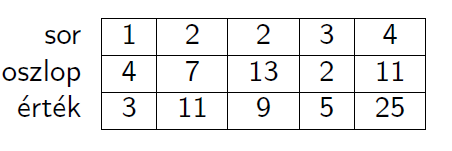 sor 1 2 2 3 4
oszlop 4 7 13 2 11
érték 3 11 9 5 25